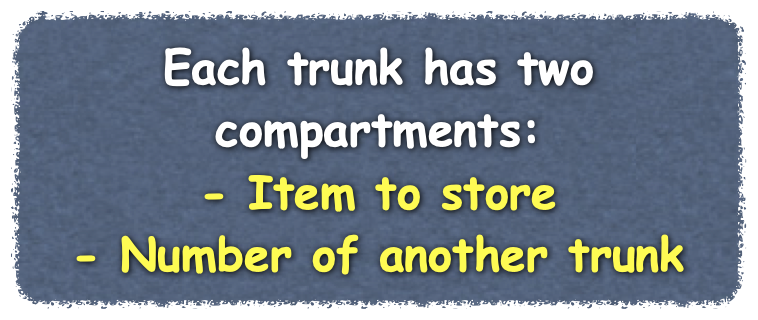 Each trunk has two
compartments:
- Item to store
- Number of another trunk